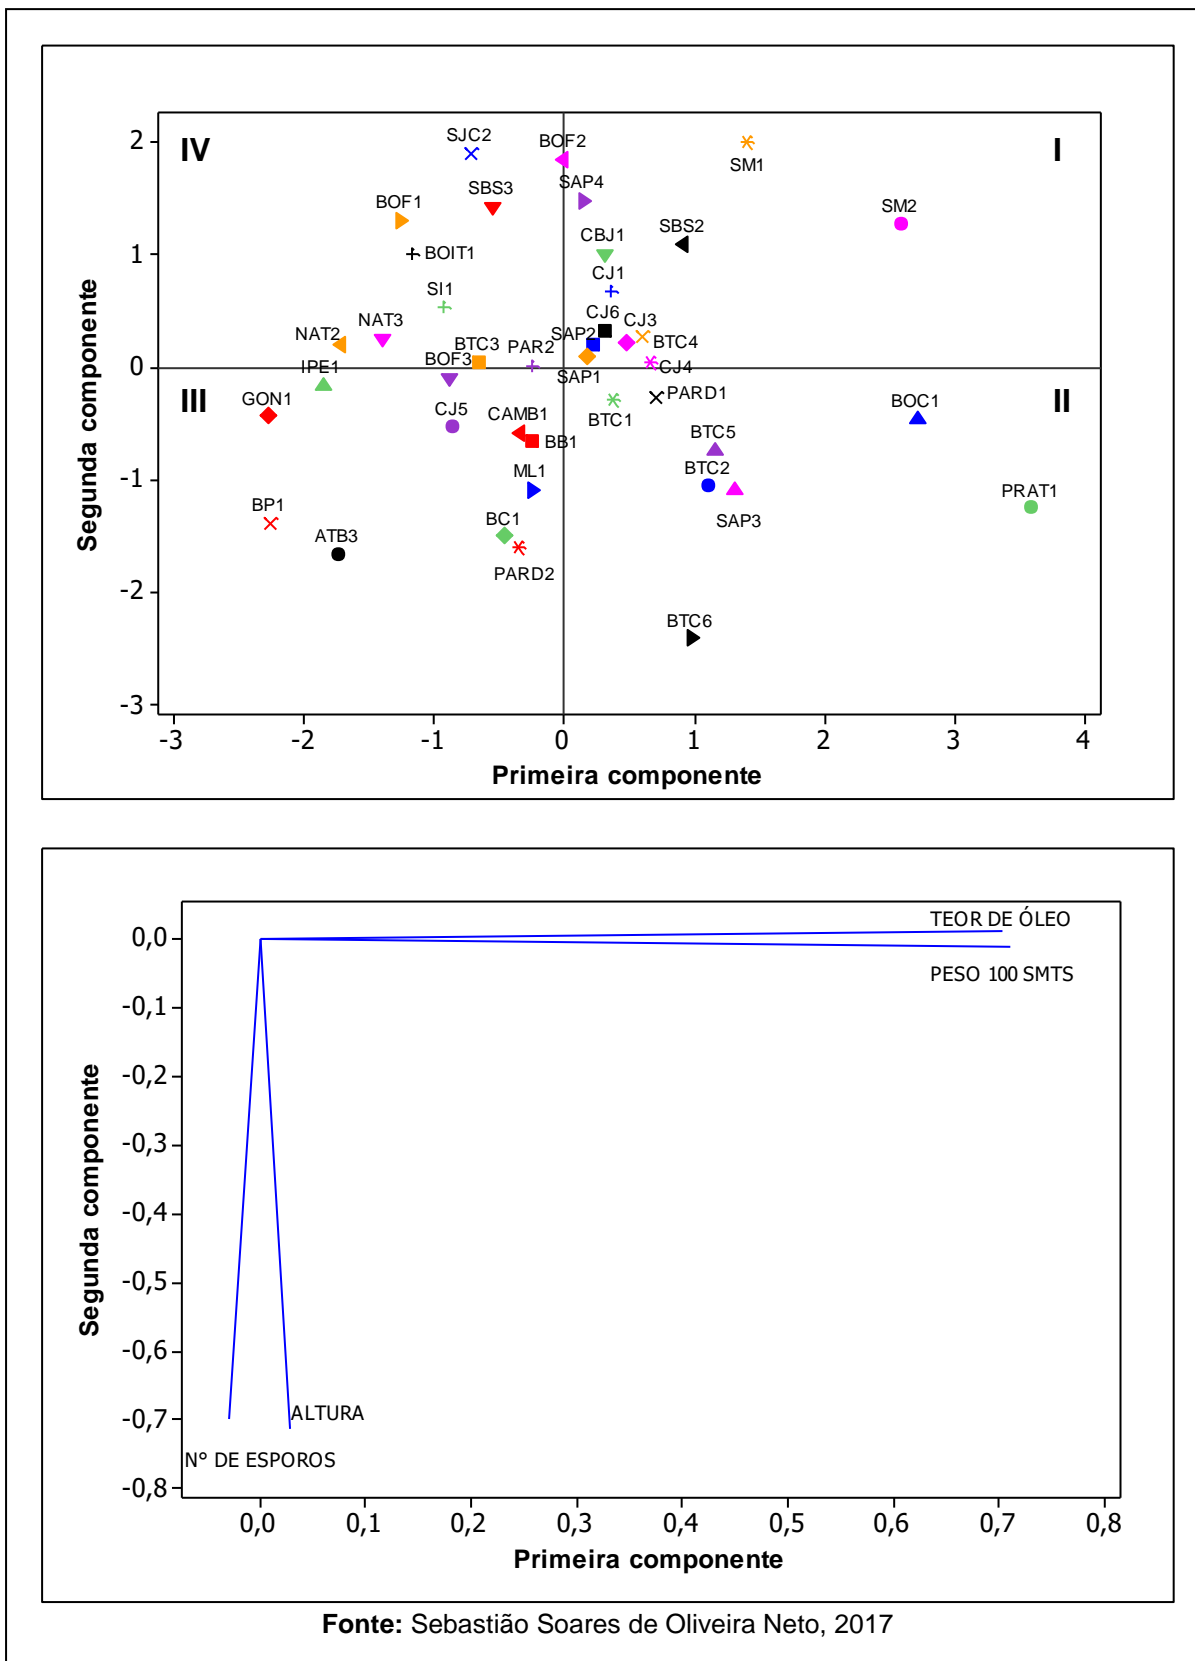 IV
SJC2
BOF2
I
SM1
SAP4
SBS3
BOF1
SM2
SBS2
CBJ1
BOIT1
CJ1
SI1
CJ6
NAT2
NAT3
BTC3
PAR2
SAP2
CJ3
BTC4
IPE1
BOF3
SAP1
CJ4
III
GON1
CJ5
CAMB1
BB1
BTC1
PARD1
BOC1
II
BTC5
ML1
BTC2
SAP3
PRAT1
BP1
ATB3
BC1
PARD2
BTC6
2
1
0
-1
-2
-3
Segunda componente
-3 -2 -1 0 1 2 3 4
Primeira componente
TEOR DE ÓLEO
PESO 100 SMTS
ALTURA
Nº DE ESPOROS
0,0
-0,1
-0,2
-0,3
-0,4
-0,5
-0,6
-0,7
-0,8
Segunda componente
0,0 0,1 0,2 0,3 0,4 0,5 0,6 0,7 0,8
Primeira componente
Fonte: Sebastião Soares de Oliveira Neto, 2017